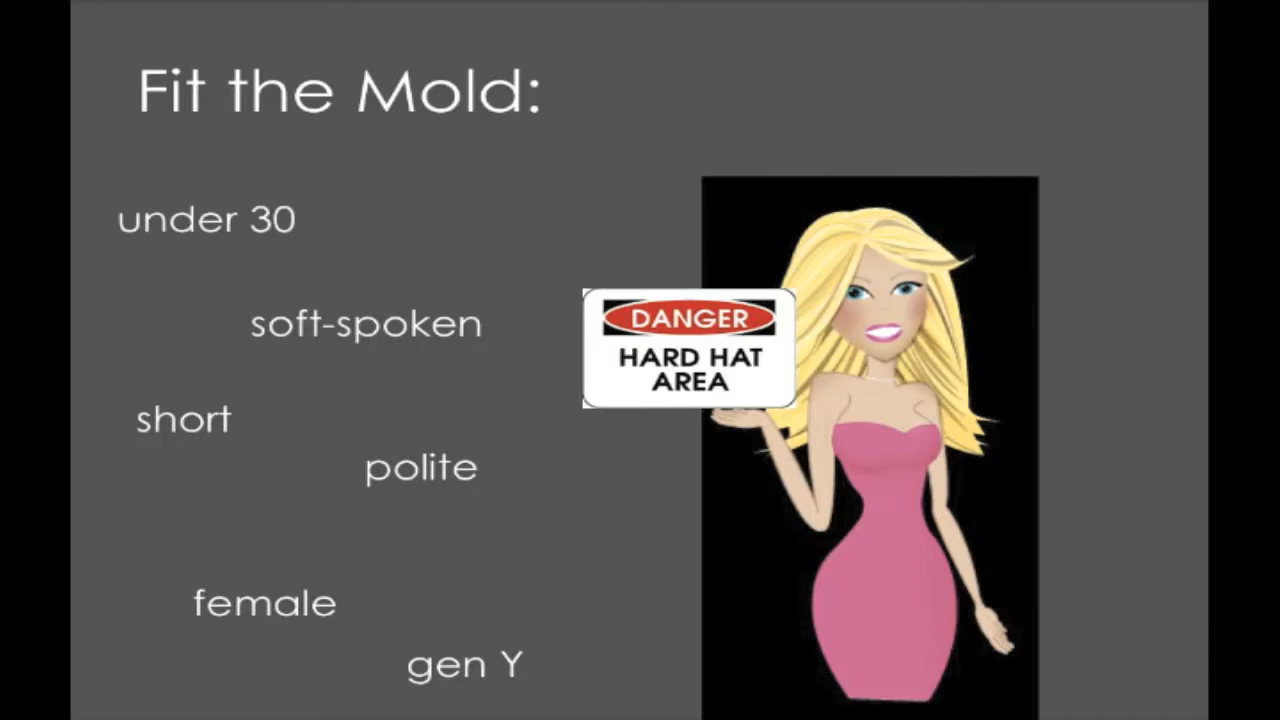 Fit the Mold:
under 30
soft-spoken
DANGER
HARD HAT
AREA
short
polite
female
gen Y